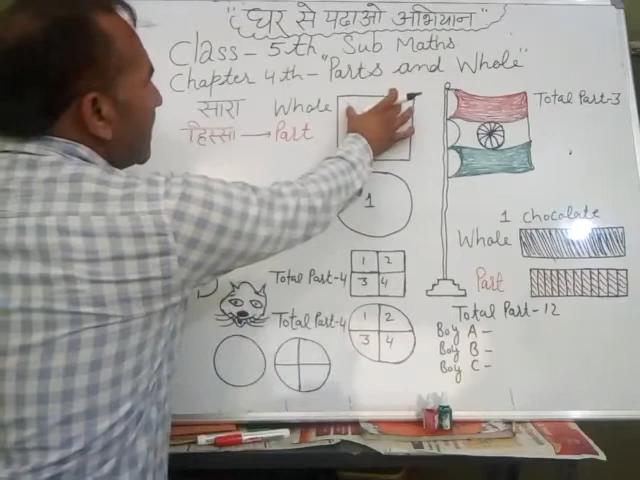 "घर से पढाओ अभियान"
Class - 5th Sub Maths
Chapter 4th - "Parts and Whole"
सारा Whole
हिस्सा → Part
Total Part-3
1
1 chocolate
Whole
Part
Total Part-12
Boy A -
Boy B -
Boy C -
Total Part-4
1 2
3 4
Total Part-4
1 2
3 4